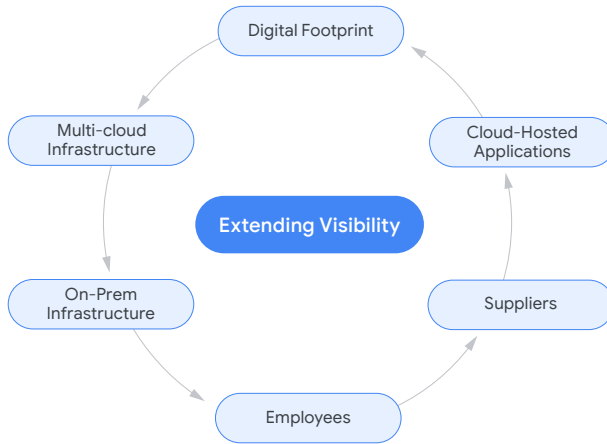 Digital Footprint
Multi-cloud
Infrastructure
Cloud-Hosted
Applications
Extending Visibility
On-Prem
Infrastructure
Suppliers
Employees